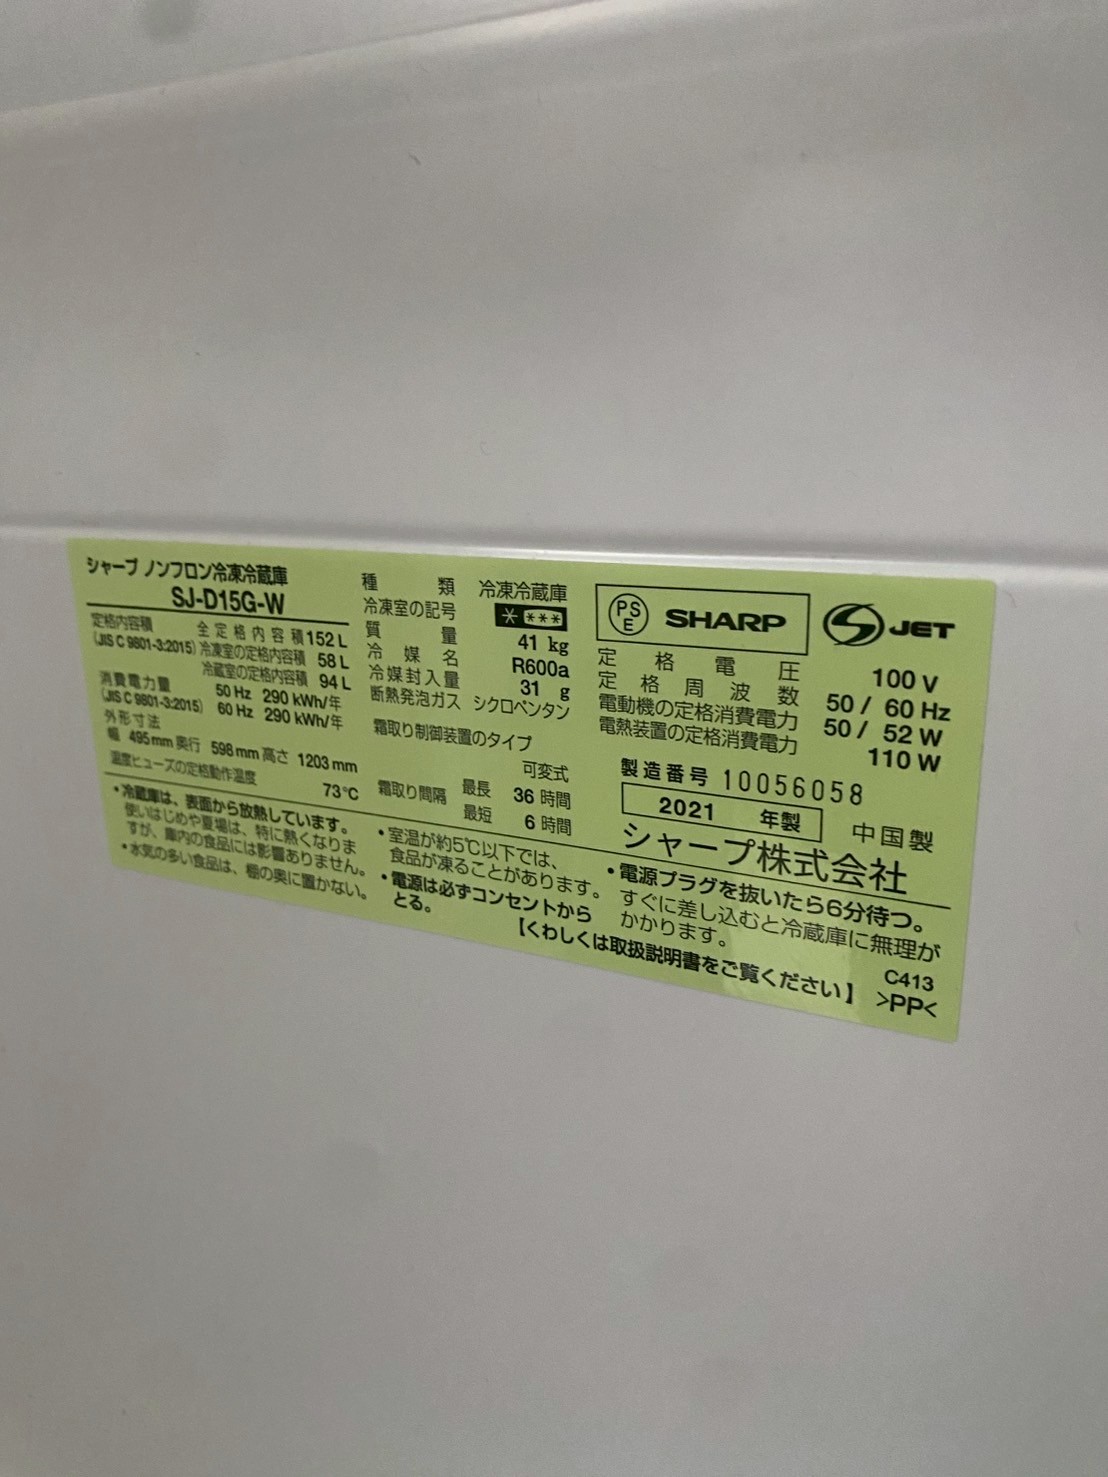 シャープ ノンフロン冷凍冷蔵庫
SJ-D15G-W
定格内容積
(JIS C 9801-3:2015)
全定格内容積 152 L
冷凍室の定格内容積 58 L
冷蔵室の定格内容積 94 L
消費電力量
(JIS C 9801-3:2015)
50 Hz 290 kWh/年
60 Hz 290 kWh/年
外形寸法
幅 495 mm 奥行 598 mm 高さ 1203 mm
温度ヒューズの定格動作温度 73℃
種類 冷凍冷蔵庫
冷凍室の記号 * ***
質量 41 kg
冷媒名 R600a
冷媒封入量 31 g
断熱発泡ガス シクロペンタン
霜取り制御装置のタイプ
可変式
霜取り間隔 最長 36 時間
最短 6 時間
PSE SHARP
S JET
定格電圧 100 V
定格周波数 50 / 60 Hz
電動機の定格消費電力 50 / 52 W
電熱装置の定格消費電力 110 W
製造番号 10056058
2021 年製 中国製
シャープ株式会社
・冷蔵庫は、表面から放熱しています。
使いはじめや夏場は、特に熱くなりま
すが、庫内の食品には影響ありません。
・水気の多い食品は、棚の奥に置かない。
・室温が約5℃以下では、
食品が凍ることがあります。
・電源は必ずコンセントから
とる。
・電源プラグを抜いたら6分待つ。
すぐに差し込むと冷蔵庫に無理が
かかります。
【くわしくは取扱説明書をご覧ください】
C413
>PP<